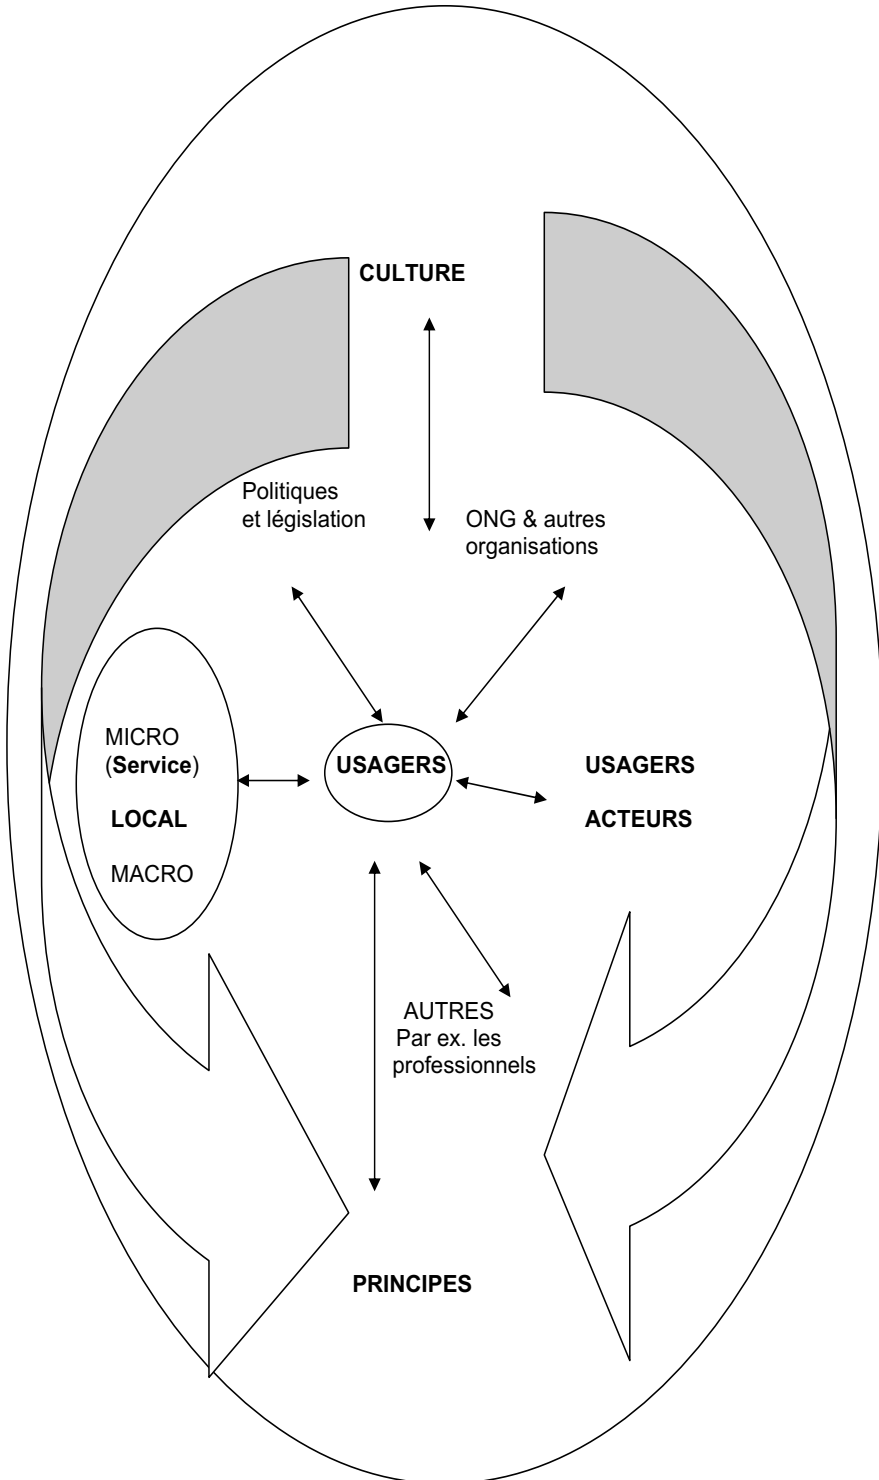 CULTURE
Politiques
et législation
ONG & autres
organisations
MICRO
(Service)
LOCAL
MACRO
USAGERS
USAGERS
ACTEURS
AUTRES
Par ex. les
professionnels
PRINCIPES